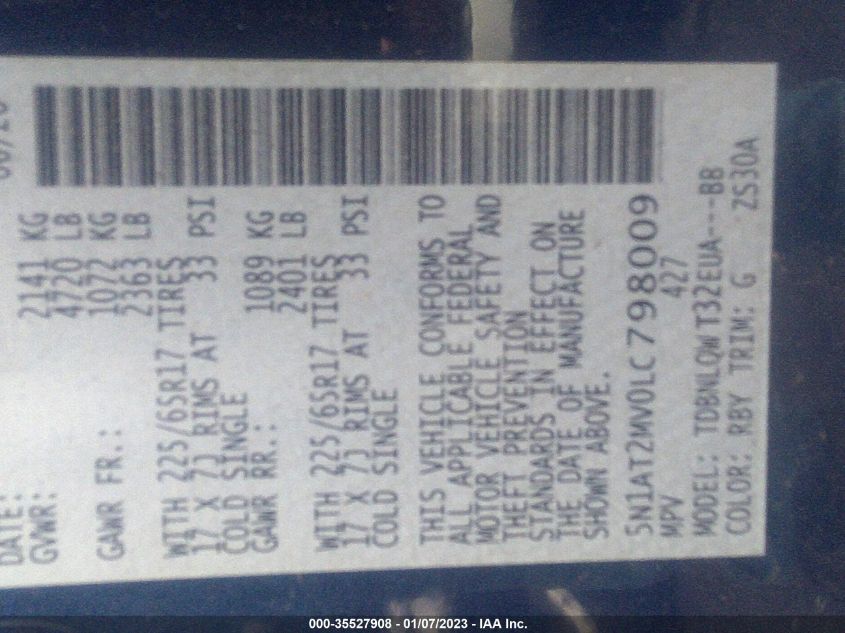 DATE:
GVWR: 2141 KG
4720 LB
GAWR FR.: 1072 KG
2363 LB
WITH 225/65R17 TIRES
17 X 7J RIMS AT 33 PSI
COLD SINGLE
GAWR RR.: 1089 KG
2401 LB
WITH 225/65R17 TIRES
17 X 7J RIMS AT 33 PSI
COLD SINGLE
THIS VEHICLE CONFORMS TO
ALL APPLICABLE FEDERAL
MOTOR VEHICLE SAFETY AND
THEFT PREVENTION
STANDARDS IN EFFECT ON
THE DATE OF MANUFACTURE
SHOWN ABOVE.
5N1AT2MV0LC798009
MPV 427
MODEL: TDBNLQW T32EUA---BB
COLOR: RBY TRIM: G ZS30A
000-35527908 - 01/07/2023 - IAA Inc.